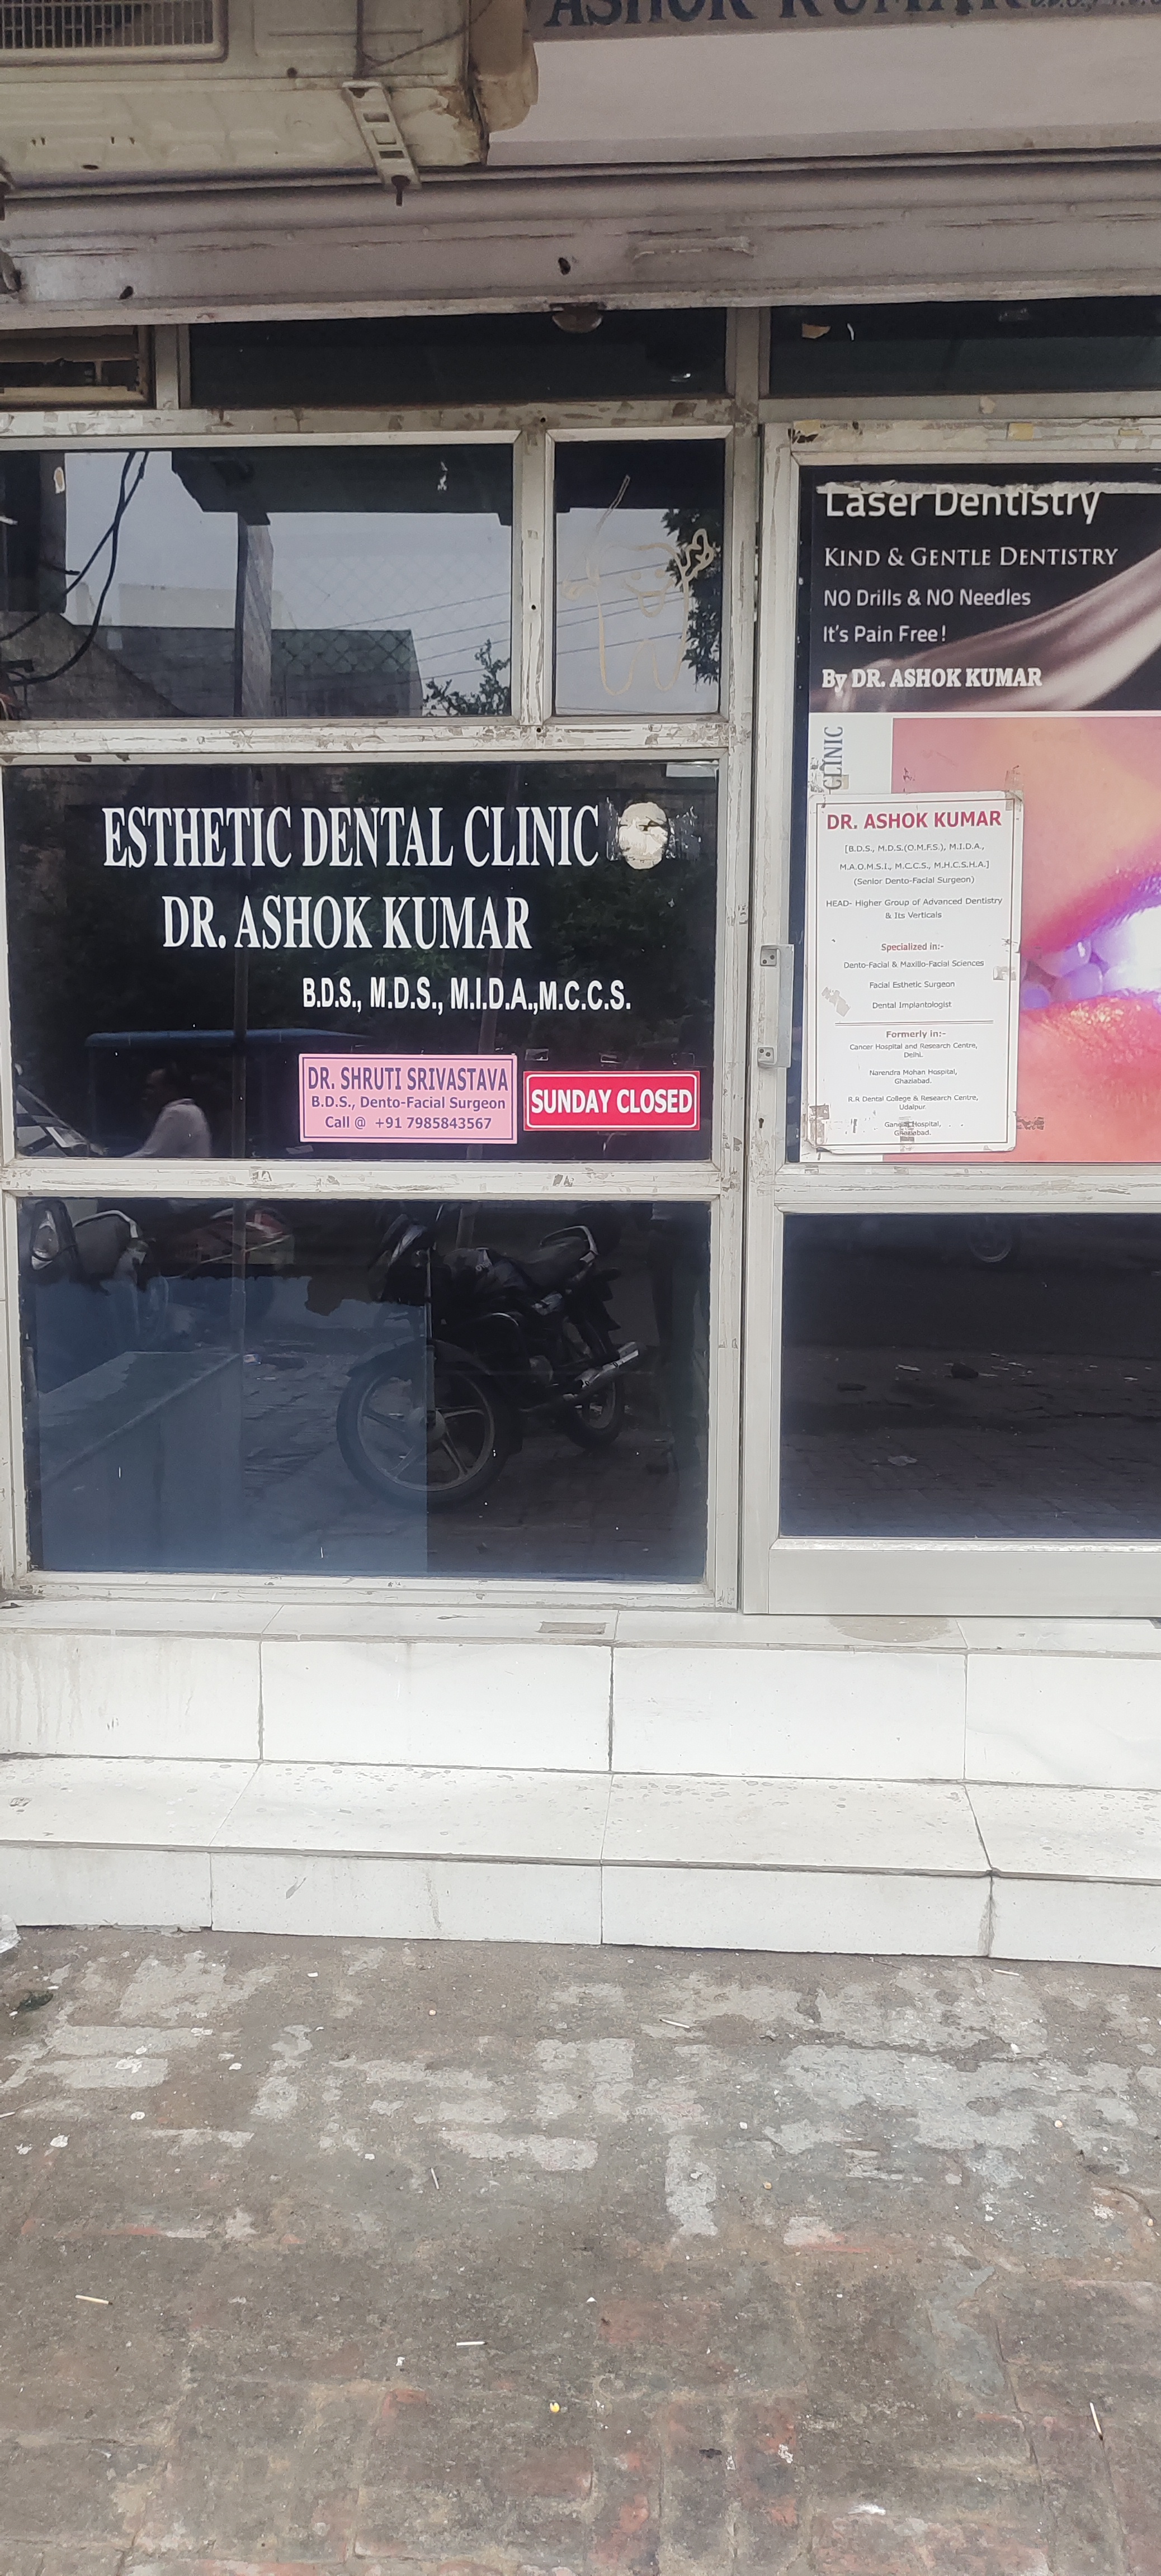 ASHOK KUMAR
ESTHETIC DENTAL CLINIC
DR. ASHOK KUMAR
B.D.S., M.D.S., M.I.D.A.,M.C.C.S.
DR. SHRUTI SRIVASTAVA
B.D.S., Dento-Facial Surgeon
Call @ +91 7985843567
SUNDAY CLOSED
Laser Dentistry
KIND & GENTLE DENTISTRY
NO Drills & NO Needles
It's Pain Free!
By DR. ASHOK KUMAR
CLINIC
DR. ASHOK KUMAR
[B.D.S., M.D.S.(O.M.F.S.), M.I.D.A.,
M.A.O.M.S.I., M.C.C.S., M.H.C.S.H.A.]
(Senior Dento-Facial Surgeon)
HEAD- Higher Group of Advanced Dentistry
& Its Verticals
Specialized in:-
Dento-Facial & Maxillo-Facial Sciences
Facial Esthetic Surgeon
Dental Implantologist
Formerly in:-
Cancer Hospital and Research Centre,
Delhi.
Narendra Mohan Hospital,
Ghaziabad.
R.R Dental College & Research Centre,
Udaipur
Hospital,
Ghaziabad.